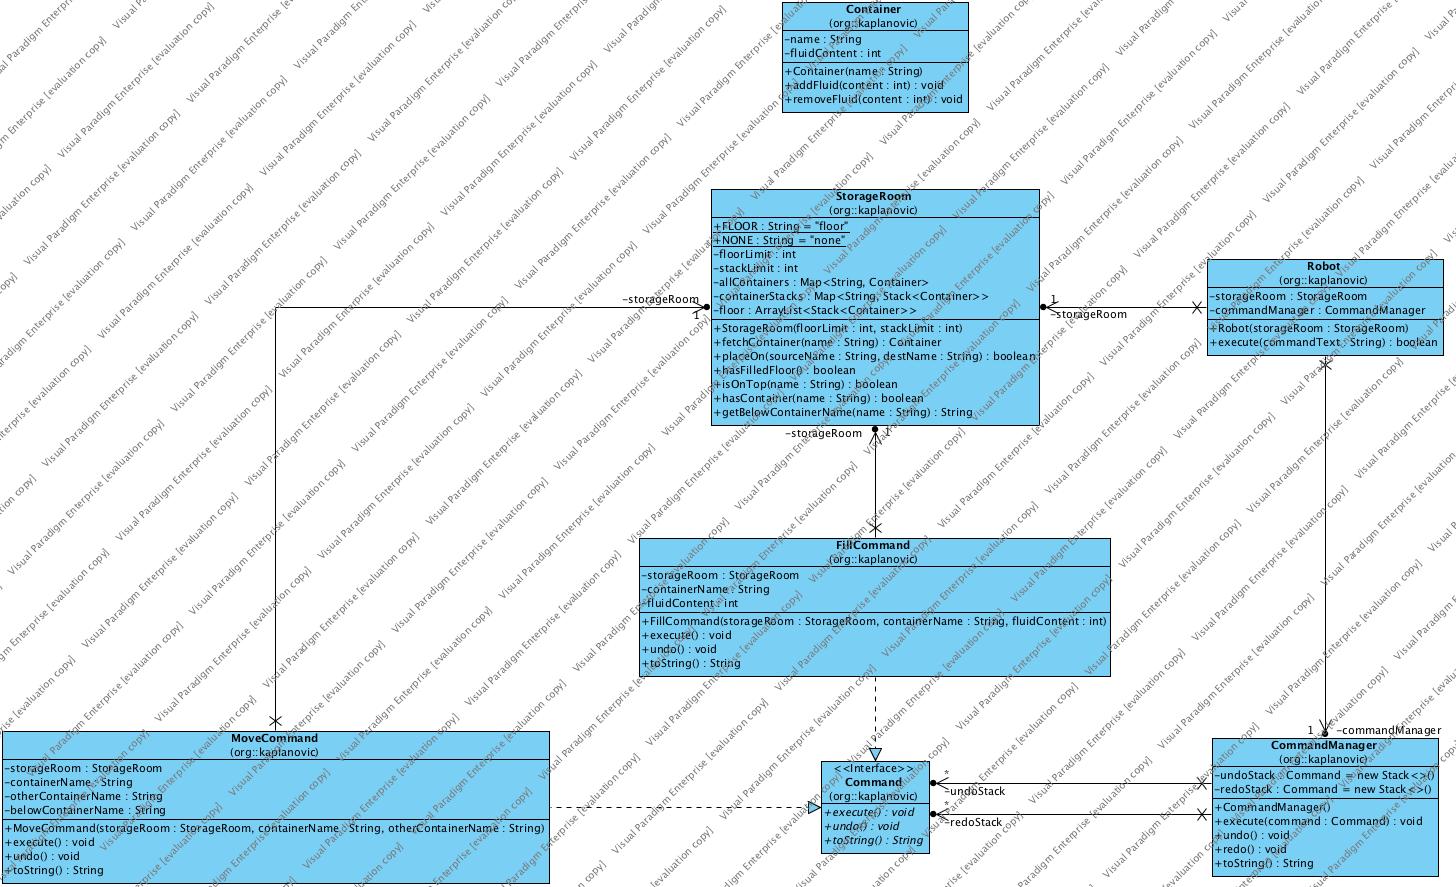 Container
(org::kaplanovic)
-name : String
-fluidContent : int
+Container(name : String)
+addFluid(content : int) : void
+removeFluid(content : int) : void
StorageRoom
(org::kaplanovic)
+FLOOR : String = "floor"
+NONE : String = "none"
-floorLimit : int
-stackLimit : int
-allContainers : Map<String, Container>
-containerStacks : Map<String, Stack<Container>>
-floor : ArrayList<Stack<Container>>
+StorageRoom(floorLimit : int, stackLimit : int)
+fetchContainer(name : String) : Container
+placeOn(sourceName : String, destName : String) : boolean
+hasFilledFloor() : boolean
+isOnTop(name : String) : boolean
+hasContainer(name : String) : boolean
+getBelowContainerName(name : String) : String
-storageRoom
1
1
-storageRoom
-storageRoom
1
Robot
(org::kaplanovic)
-storageRoom : StorageRoom
-commandManager : CommandManager
+Robot(storageRoom : StorageRoom)
+execute(commandText : String) : boolean
FillCommand
(org::kaplanovic)
-storageRoom : StorageRoom
-containerName : String
-fluidContent : int
+FillCommand(storageRoom : StorageRoom, containerName : String, fluidContent : int)
+execute() : void
+undo() : void
+toString() : String
MoveCommand
(org::kaplanovic)
-storageRoom : StorageRoom
-containerName : String
-otherContainerName : String
-belowContainerName : String
+MoveCommand(storageRoom : StorageRoom, containerName : String, otherContainerName : String)
+execute() : void
+undo() : void
+toString() : String
<<Interface>>
Command
(org::kaplanovic)
+execute() : void
+undo() : void
+toString() : String
*
-undoStack
*
-redoStack
1
-commandManager
CommandManager
(org::kaplanovic)
-undoStack : Command = new Stack<>()
-redoStack : Command = new Stack<>()
+CommandManager()
+execute(command : Command) : void
+undo() : void
+redo() : void
+toString() : String
Visual Paradigm Enterprise [evaluation copy]